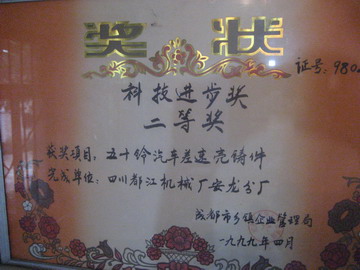 奖 状
证号:980
科技进步奖
二等奖
获奖项目:五十铃汽车差速壳铸件
完成单位:四川都江机械厂安龙分厂
成都市乡镇企业管理局
一九九九年四月